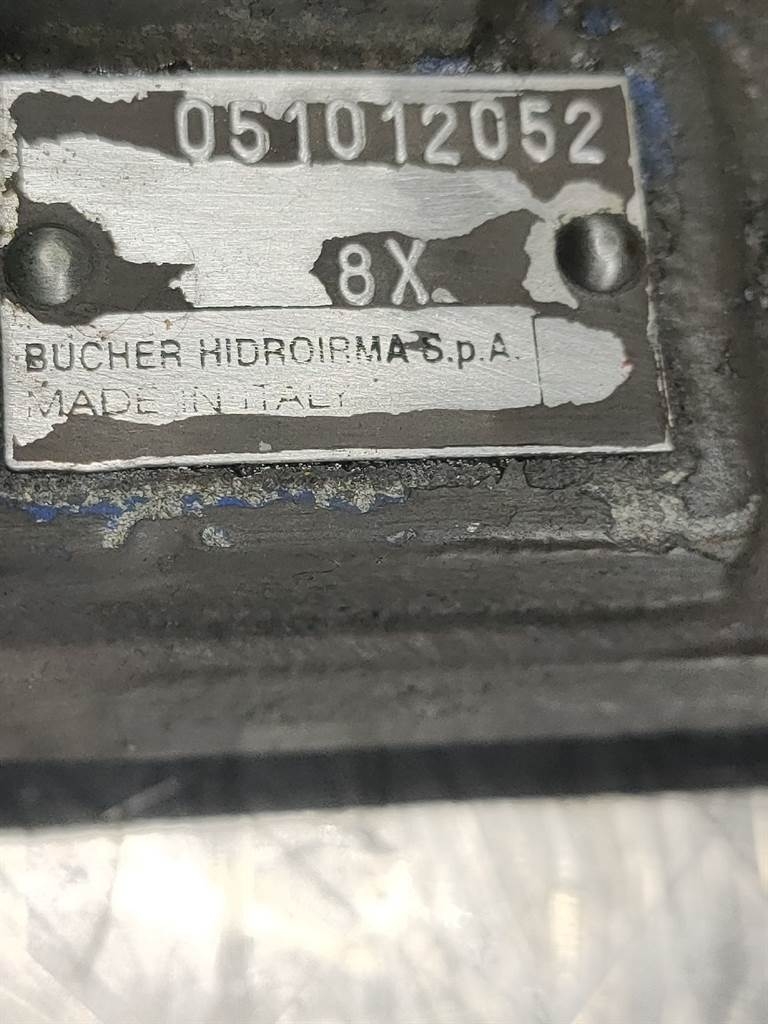 051012052
8X
BUCHER HIDROIRMA S.p.A.
MADE IN ITALY